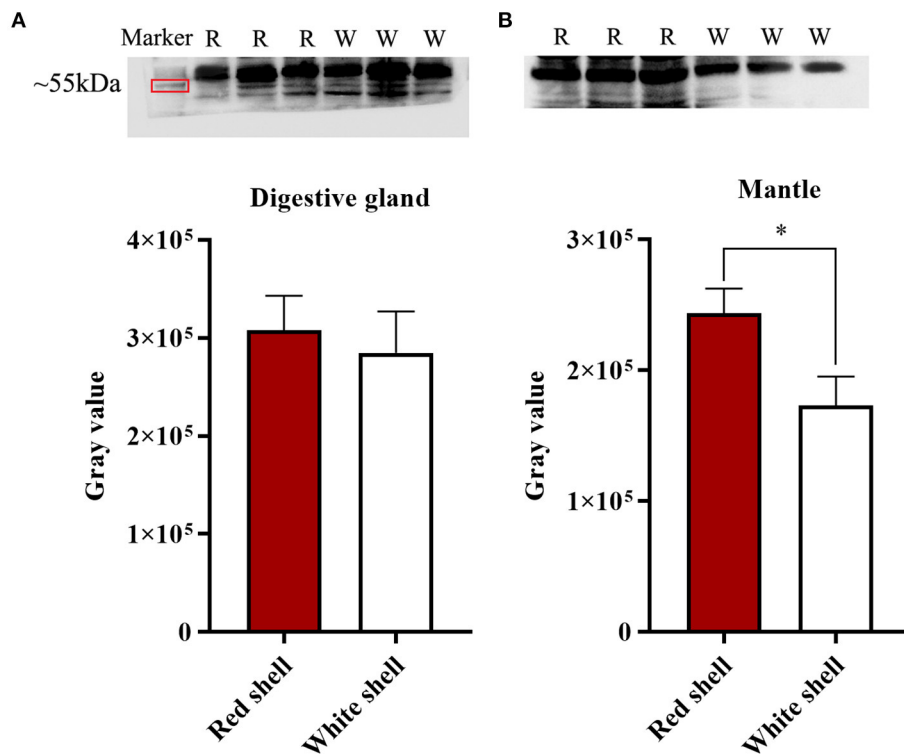 A
Marker R R R W W W
~55kDa
Digestive gland
4×10⁵
3×10⁵
2×10⁵
1×10⁵
0
Gray value
Red shell
White shell
B
R R R W W W
Mantle
*
3×10⁵
2×10⁵
1×10⁵
0
Gray value
Red shell
White shell